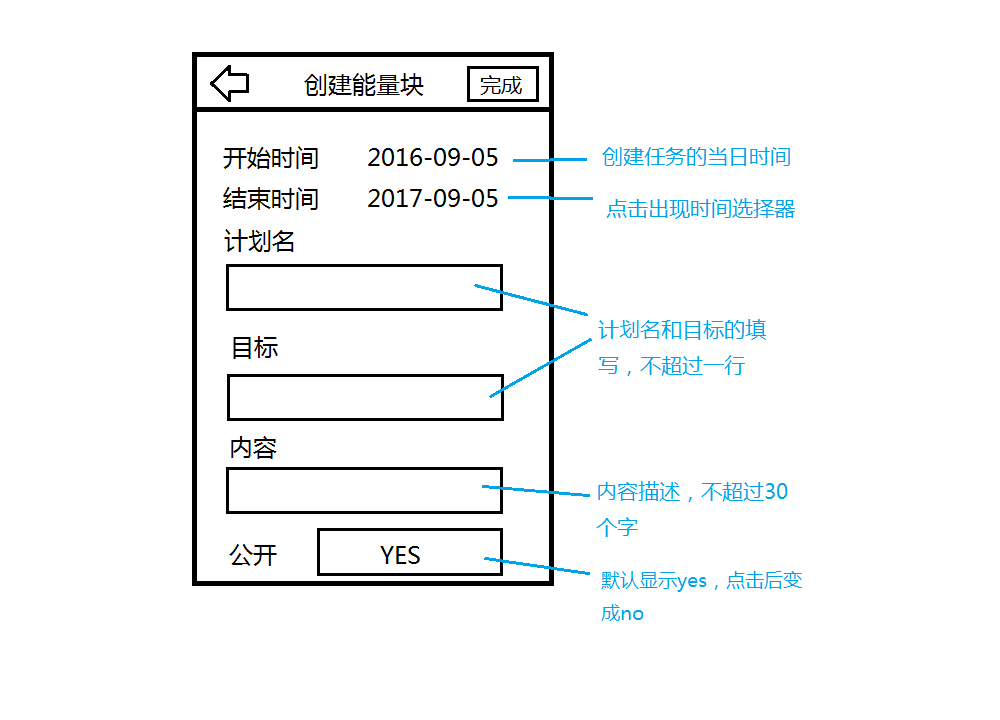 创建能量块 完成
开始时间 2016-09-05 创建任务的当日时间
结束时间 2017-09-05 点击出现时间选择器
计划名
计划名和目标的填
写，不超过一行
目标
内容
内容描述，不超过30
个字
公开 YES
默认显示yes，点击后变
成no